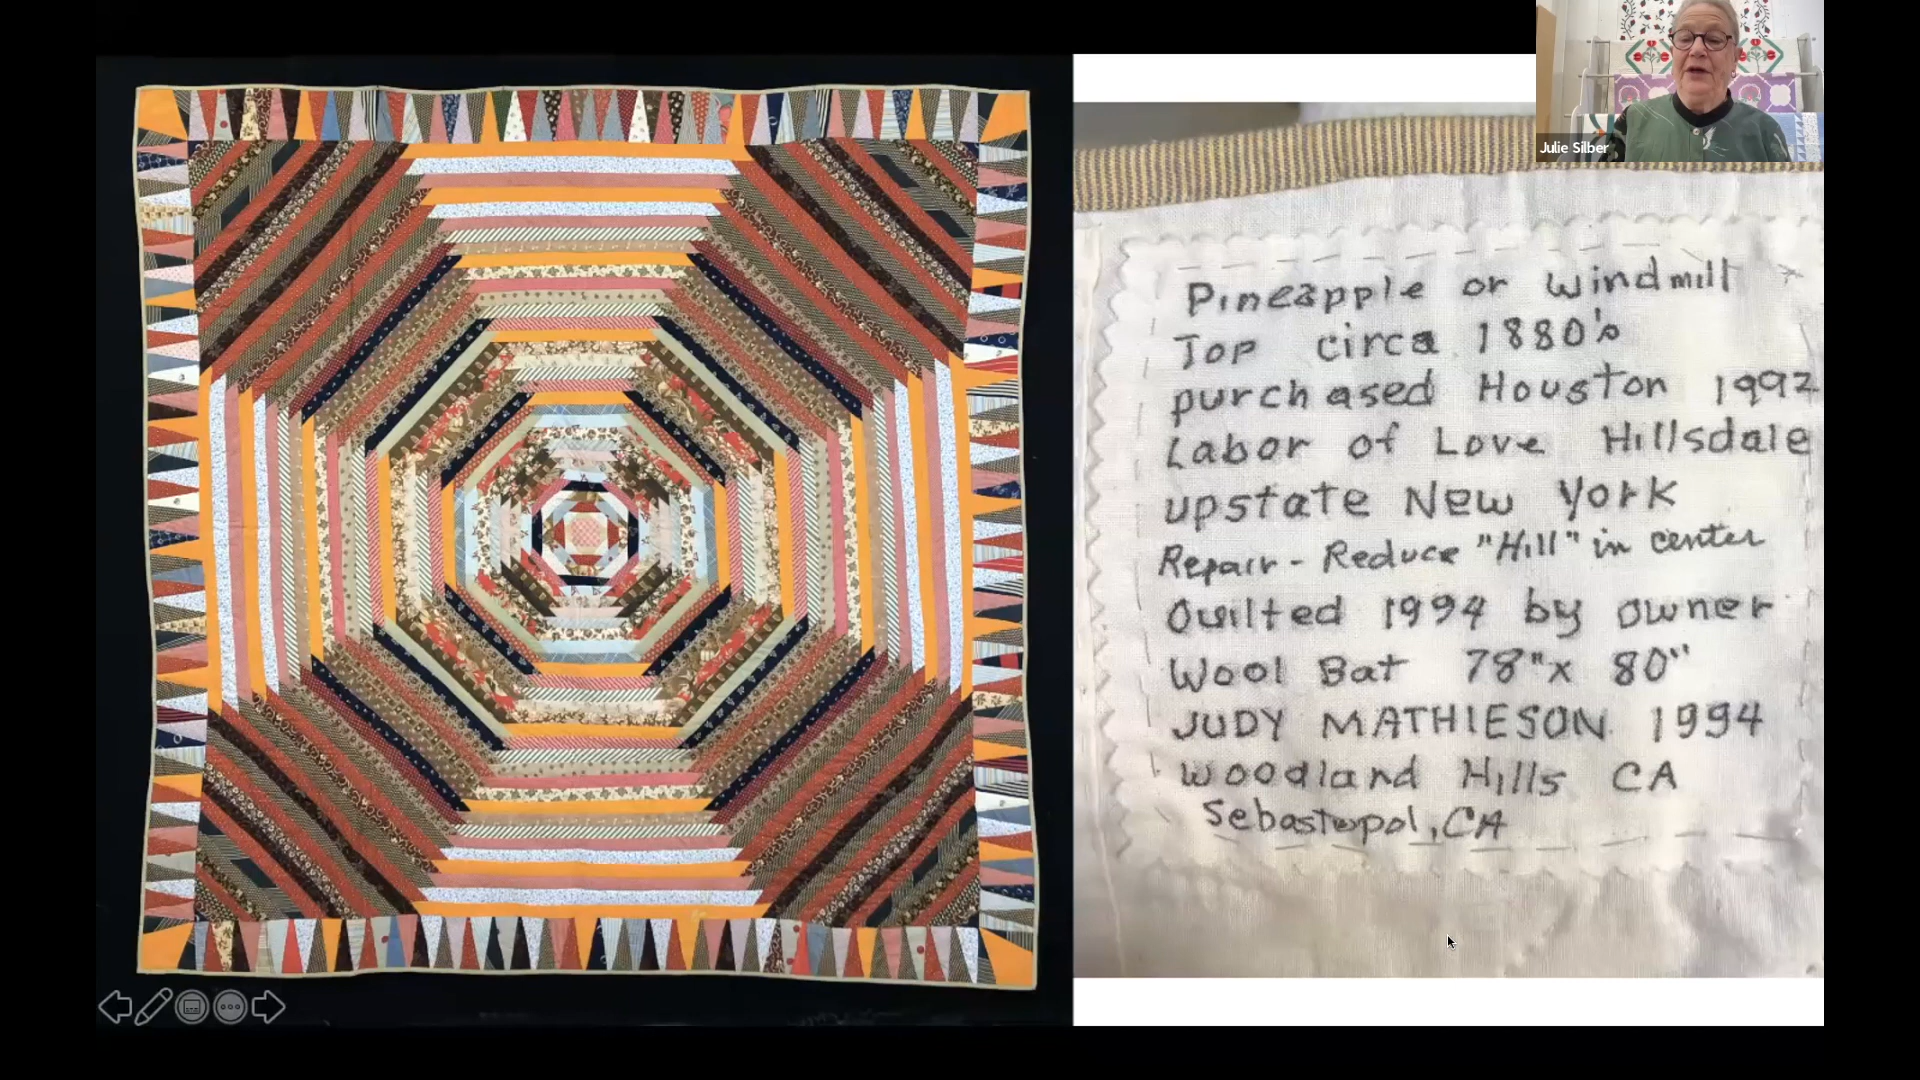 Julie Silber
Pineapple or Windmill
Top circa 1880's
purchased Houston 1992
Labor of Love Hillsdale
upstate New York
Repair - Reduce "Hill" in center
Quilted 1994 by owner
Wool Bat 78"x 80"
JUDY MATHIESON 1994
Woodland Hills CA
Sebastopol, CA